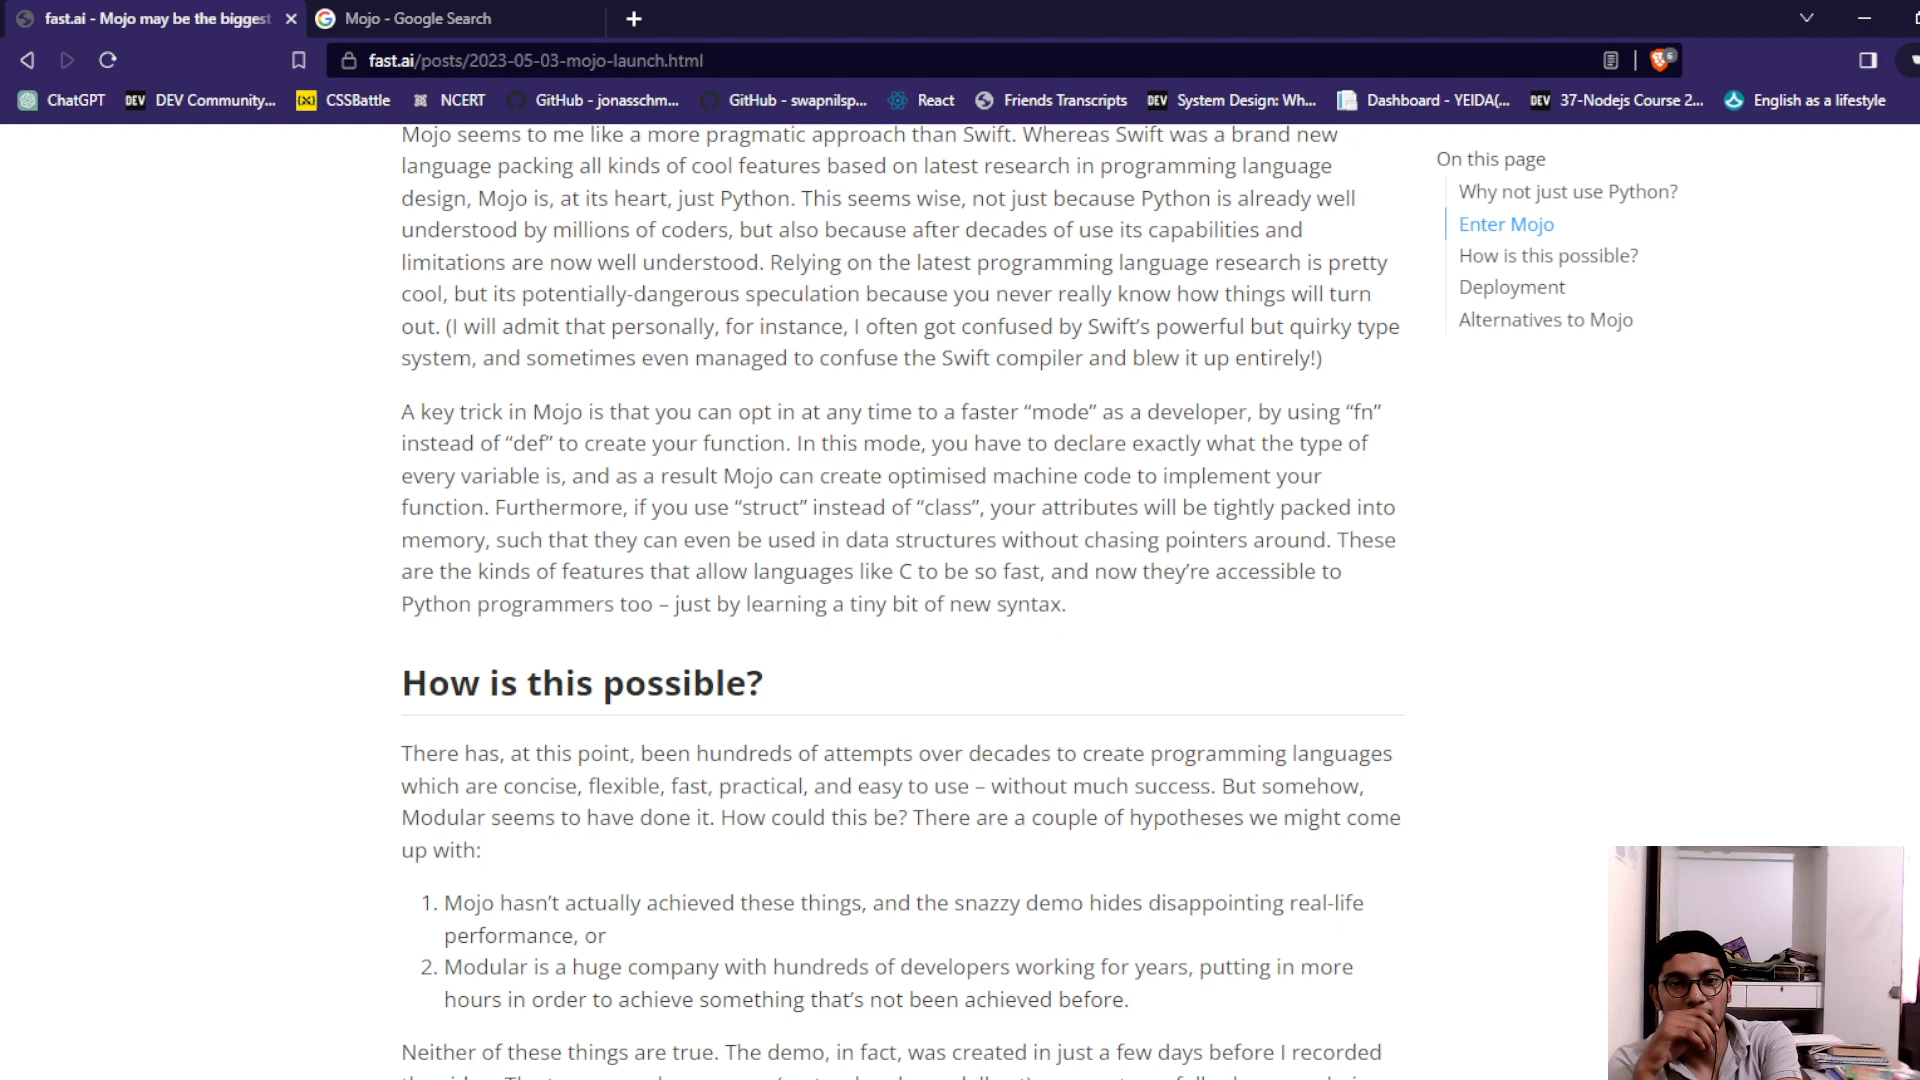 fast.ai - Mojo may be the biggest
Mojo - Google Search
fast.ai/posts/2023-05-03-mojo-launch.html
6
ChatGPT
DEV DEV Community...
CSSBattle
NCERT
GitHub - jonasschm...
GitHub - swapnilsp...
React
Friends Transcripts
DEV System Design: Wh...
Dashboard - YEIDA(...
DEV 37-Nodejs Course 2...
English as a lifestyle
Mojo seems to me like a more pragmatic approach than Swift. Whereas Swift was a brand new
language packing all kinds of cool features based on latest research in programming language
design, Mojo is, at its heart, just Python. This seems wise, not just because Python is already well
understood by millions of coders, but also because after decades of use its capabilities and
limitations are now well understood. Relying on the latest programming language research is pretty
cool, but its potentially-dangerous speculation because you never really know how things will turn
out. (I will admit that personally, for instance, I often got confused by Swift’s powerful but quirky type
system, and sometimes even managed to confuse the Swift compiler and blew it up entirely!)
A key trick in Mojo is that you can opt in at any time to a faster “mode” as a developer, by using “fn”
instead of “def” to create your function. In this mode, you have to declare exactly what the type of
every variable is, and as a result Mojo can create optimised machine code to implement your
function. Furthermore, if you use “struct” instead of “class”, your attributes will be tightly packed into
memory, such that they can even be used in data structures without chasing pointers around. These
are the kinds of features that allow languages like C to be so fast, and now they’re accessible to
Python programmers too – just by learning a tiny bit of new syntax.
How is this possible?
There has, at this point, been hundreds of attempts over decades to create programming languages
which are concise, flexible, fast, practical, and easy to use – without much success. But somehow,
Modular seems to have done it. How could this be? There are a couple of hypotheses we might come
up with:
1. Mojo hasn’t actually achieved these things, and the snazzy demo hides disappointing real-life
performance, or
2. Modular is a huge company with hundreds of developers working for years, putting in more
hours in order to achieve something that’s not been achieved before.
Neither of these things are true. The demo, in fact, was created in just a few days before I recorded
On this page
Why not just use Python?
Enter Mojo
How is this possible?
Deployment
Alternatives to Mojo